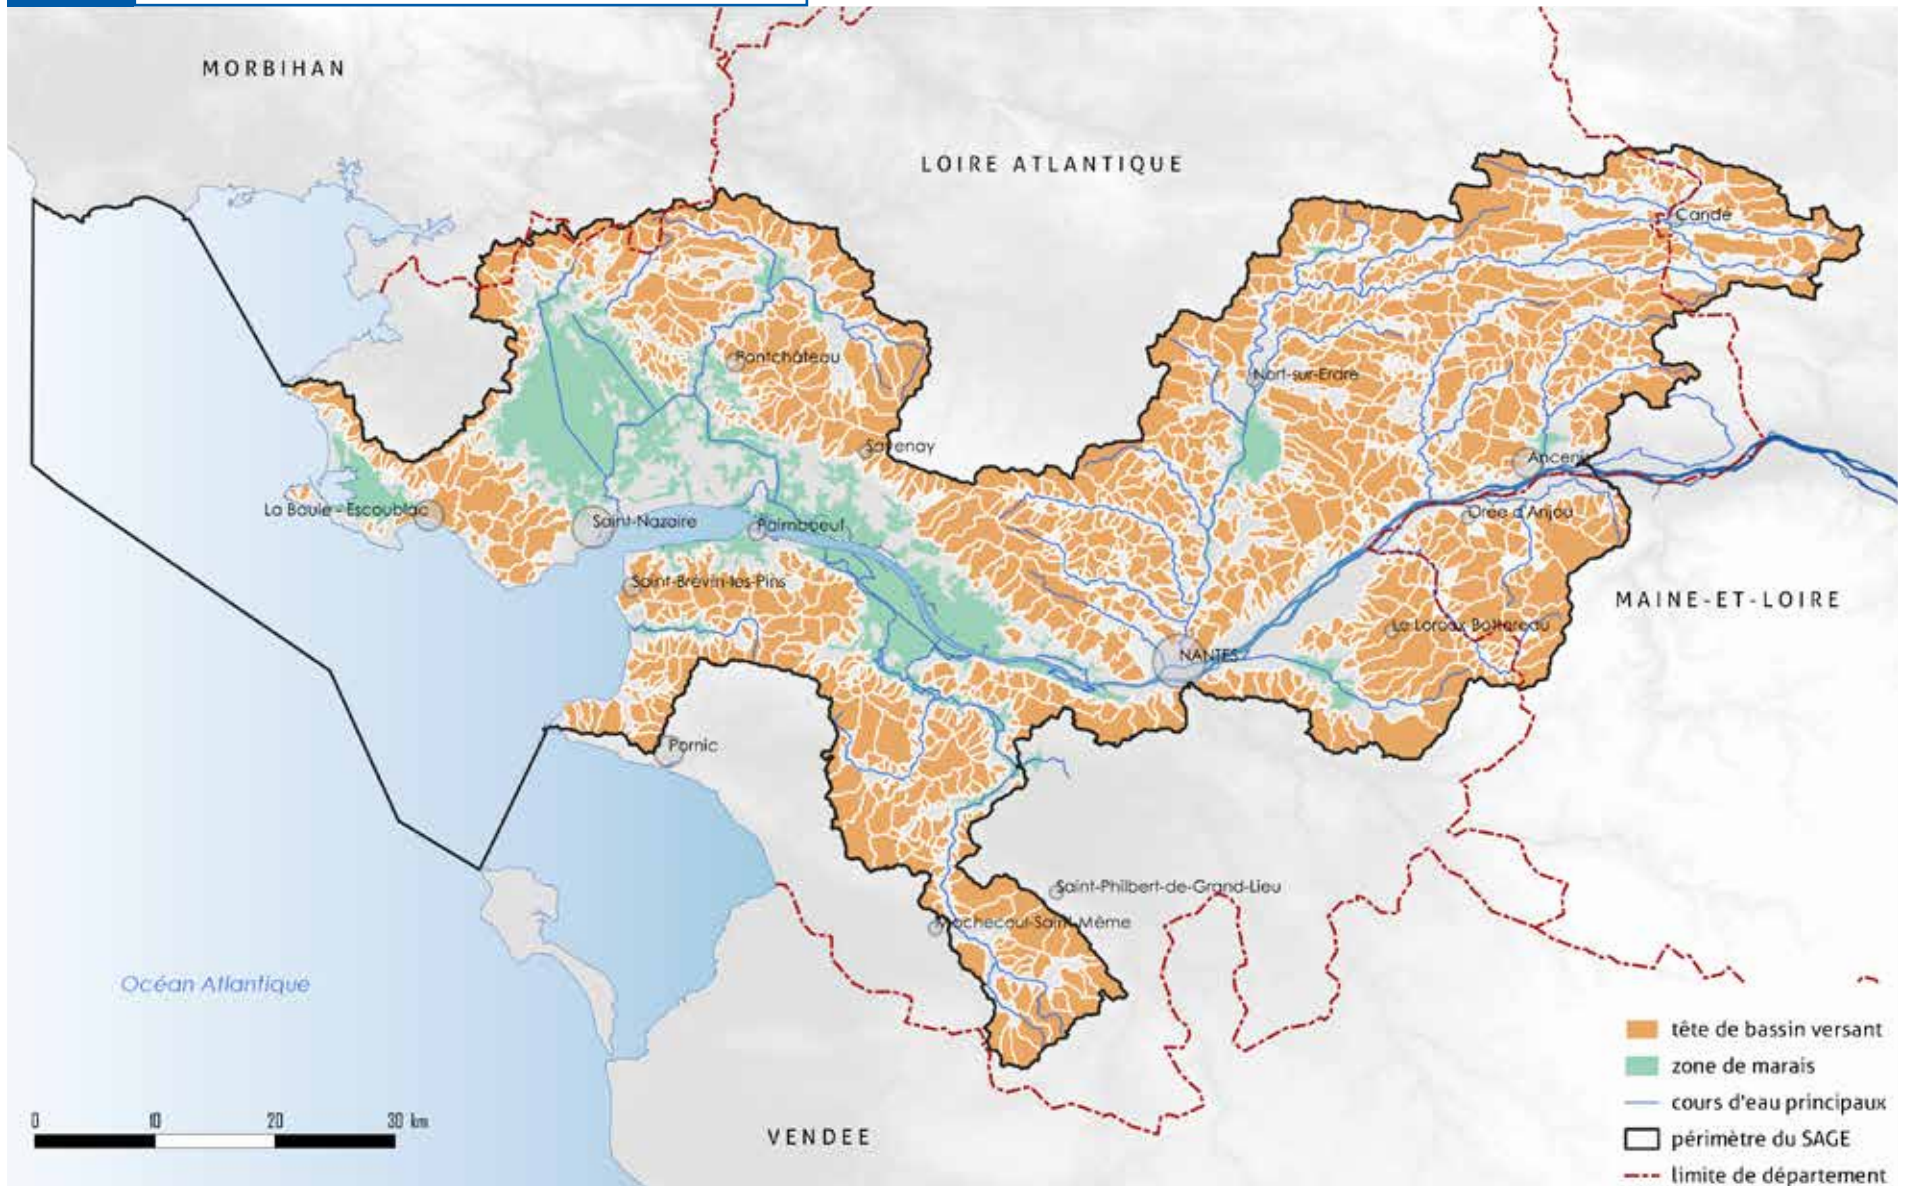 MORBIHAN
LOIRE ATLANTIQUE
Candé
Pontchâteau
Nort-sur-Erdre
Savenay
Ancenis
La Baule - Escoublac
Saint-Nazaire
Paimboeuf
Orée d'Anjou
Saint-Brévin-les-Pins
MAINE-ET-LOIRE
Le Loroux Bottereau
NANTES
Pornic
Saint-Philbert-de-Grand-Lieu
Machecoul-Saint-Même
Océan Atlantique
tête de bassin versant
zone de marais
cours d'eau principaux
périmètre du SAGE
limite de département
0 10 20 30 km
VENDEE